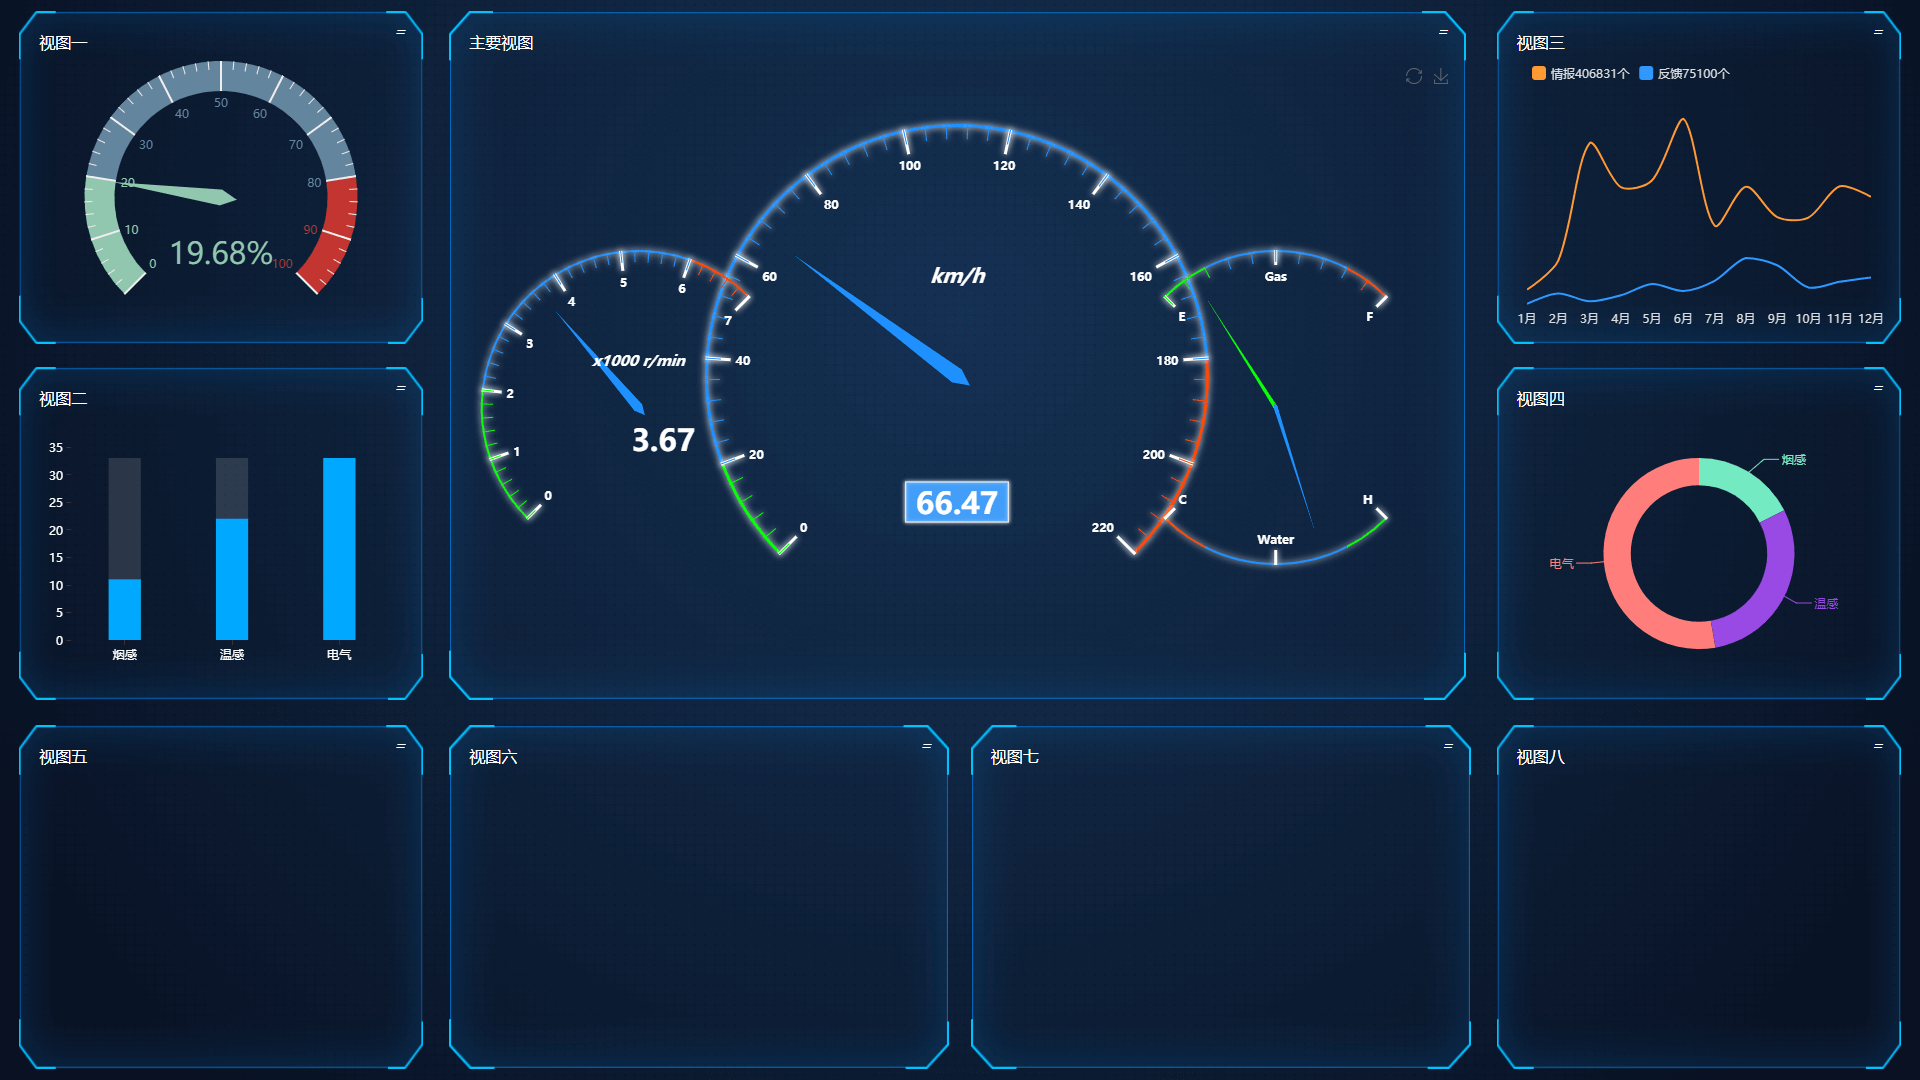 视图一
=
50
40
60
30
70
20
80
10
90
0
19.68%
100
主要视图
=
100
120
80
140
60
km/h
160
40
180
20
200
0
66.47
220
5
4
6
3
7
x1000 r/min
2
3.67
1
0
Gas
E
F
C
H
Water
视图三
=
情报406831个
反馈75100个
1月 2月 3月 4月 5月 6月 7月 8月 9月 10月 11月 12月
视图二
=
35
30
25
20
15
10
5
0
烟感 温感 电气
视图四
=
烟感
电气
温感
视图五
=
视图六
=
视图七
=
视图八
=